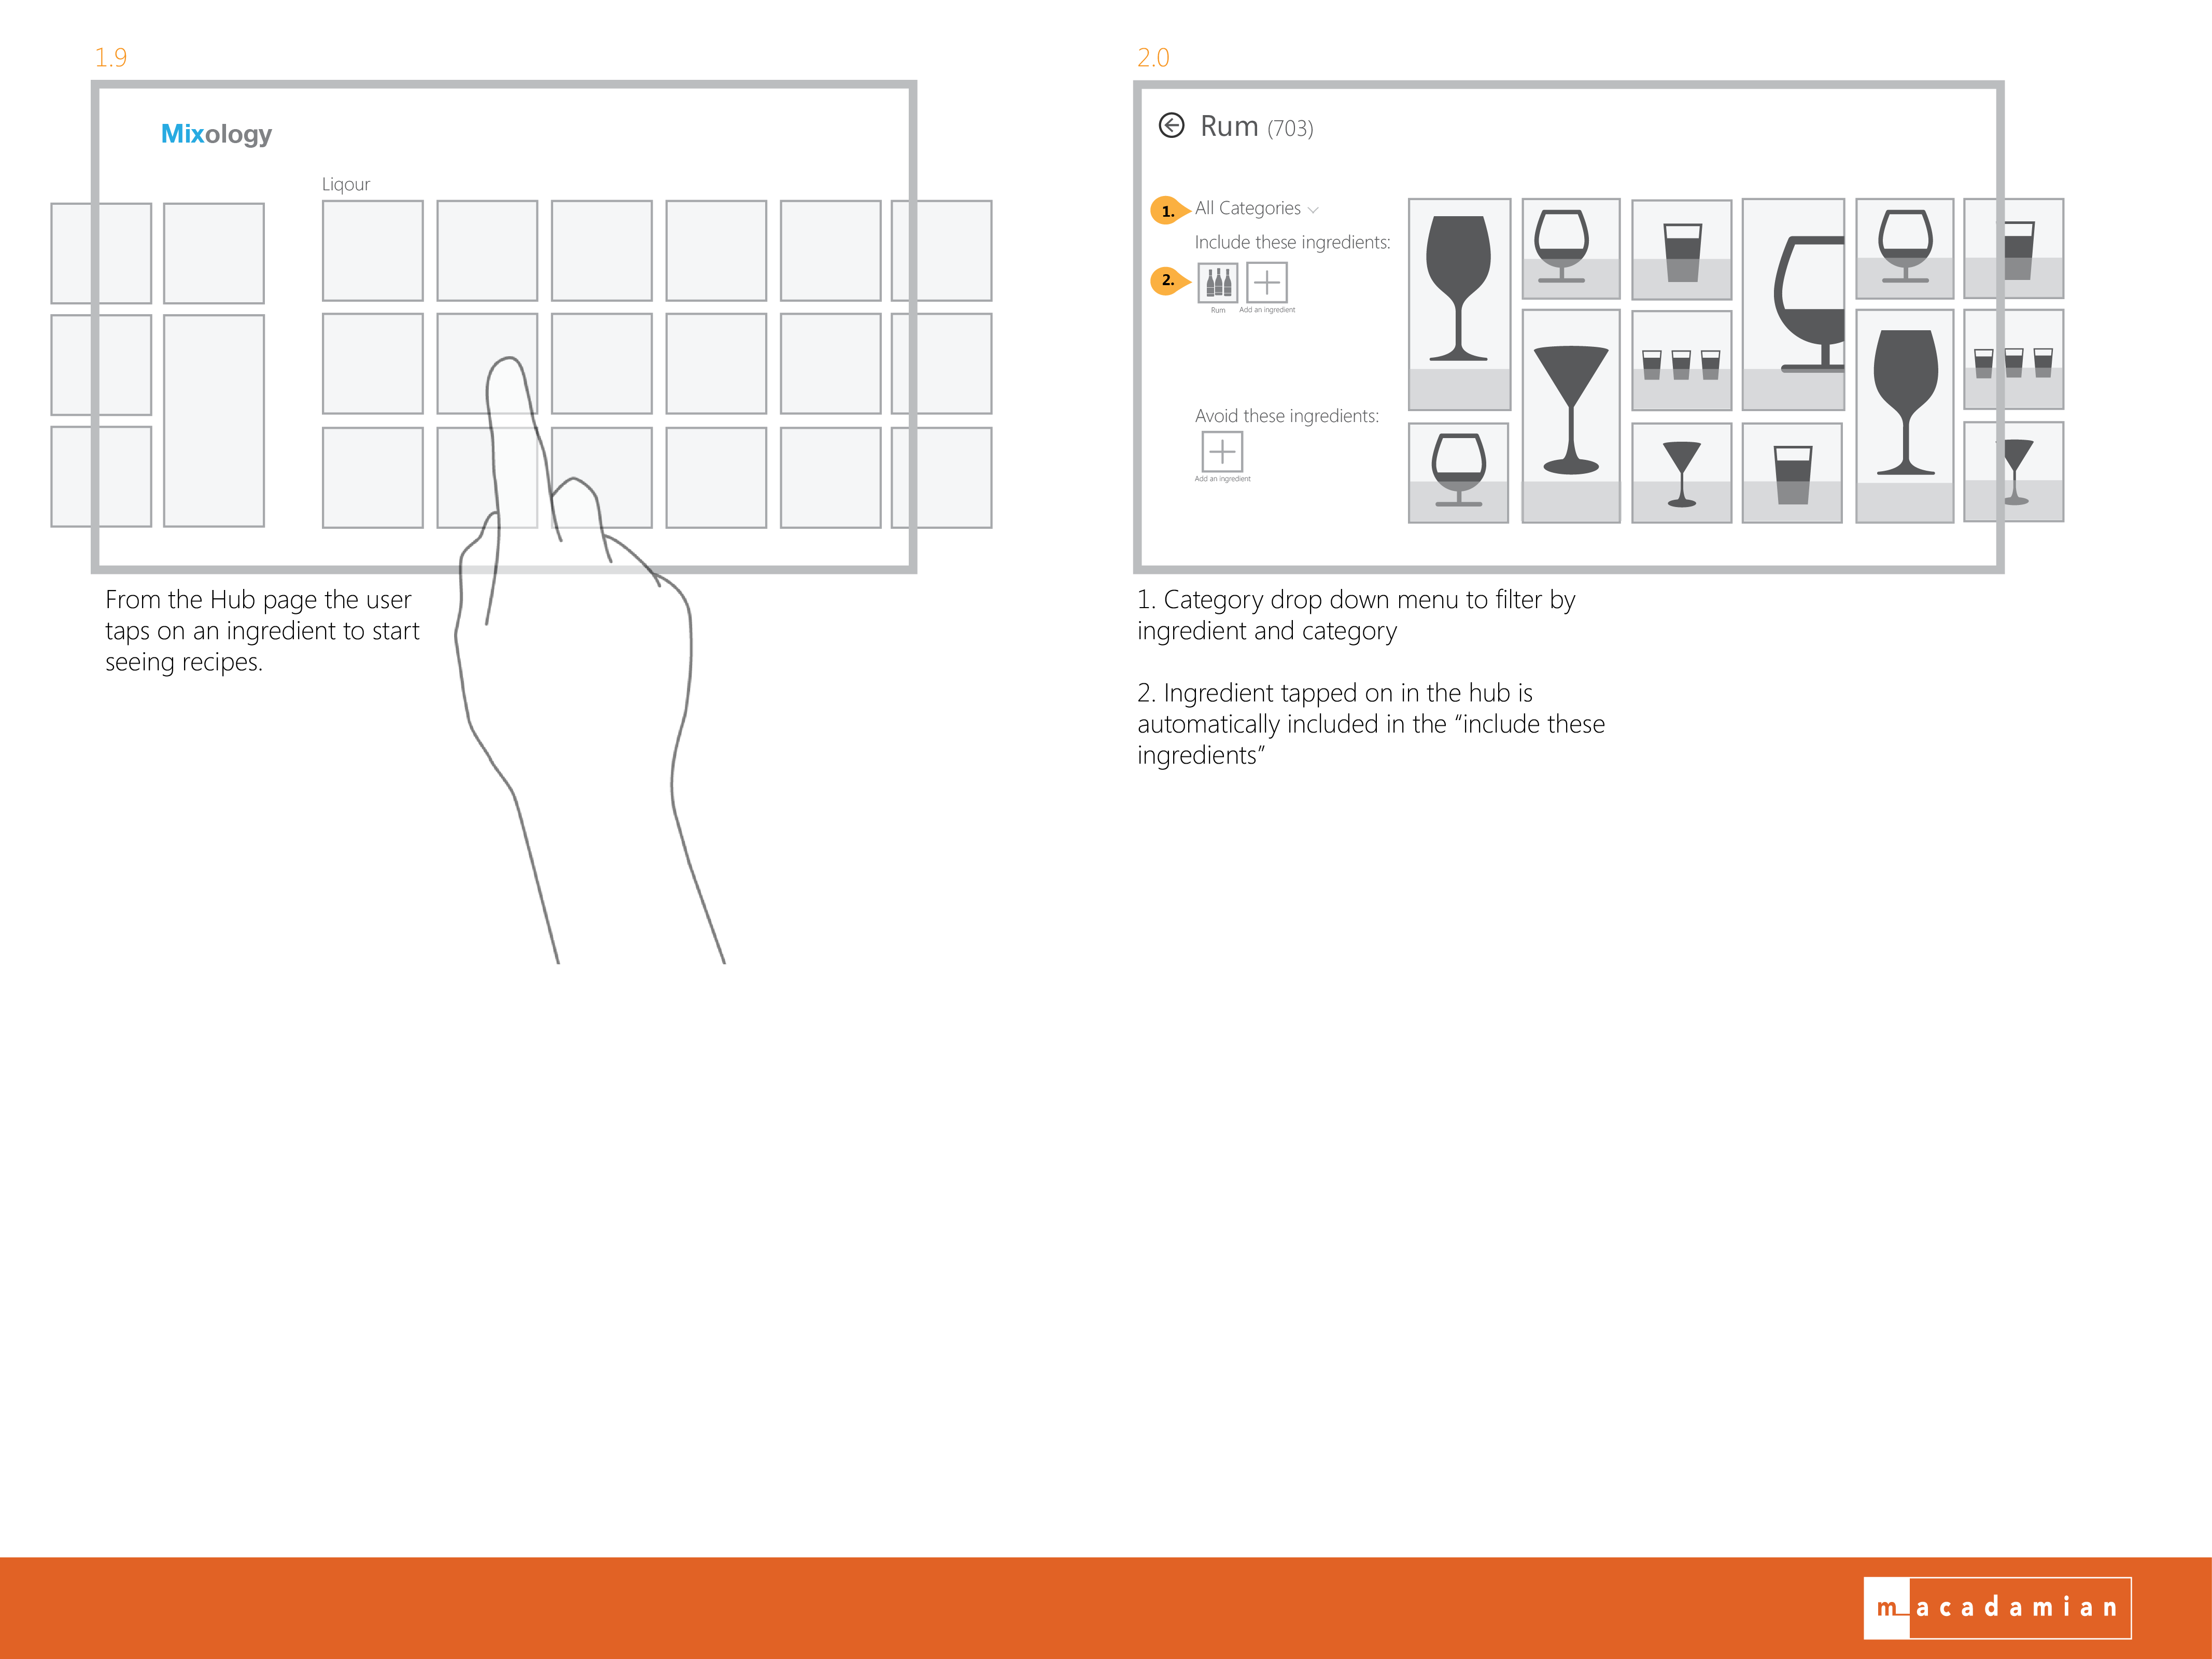 1.9
Mixology
Liqour
From the Hub page the user
taps on an ingredient to start
seeing recipes.
2.0
Rum (703)
1.
All Categories
Include these ingredients:
2.
Rum
Add an ingredient
Avoid these ingredients:
Add an ingredient
1. Category drop down menu to filter by
ingredient and category
2. Ingredient tapped on in the hub is
automatically included in the “include these
ingredients”
macadamian